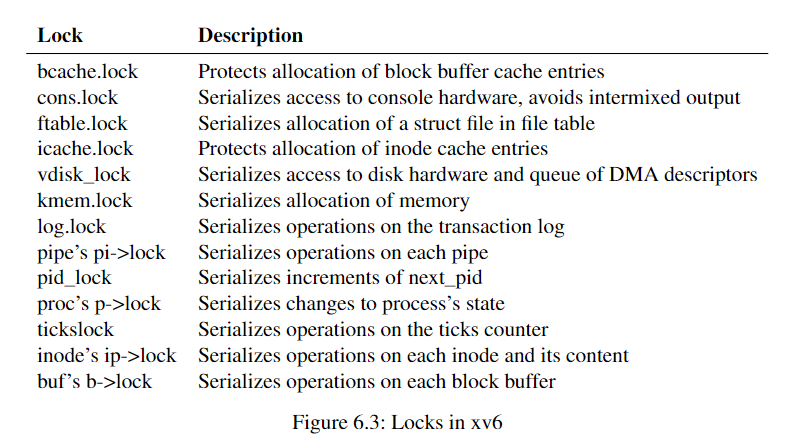 Lock Description
bcache.lock Protects allocation of block buffer cache entries
cons.lock Serializes access to console hardware, avoids intermixed output
ftable.lock Serializes allocation of a struct file in file table
icache.lock Protects allocation of inode cache entries
vdisk_lock Serializes access to disk hardware and queue of DMA descriptors
kmem.lock Serializes allocation of memory
log.lock Serializes operations on the transaction log
pipe’s pi->lock Serializes operations on each pipe
pid_lock Serializes increments of next_pid
proc’s p->lock Serializes changes to process’s state
tickslock Serializes operations on the ticks counter
inode’s ip->lock Serializes operations on each inode and its content
buf’s b->lock Serializes operations on each block buffer
Figure 6.3: Locks in xv6